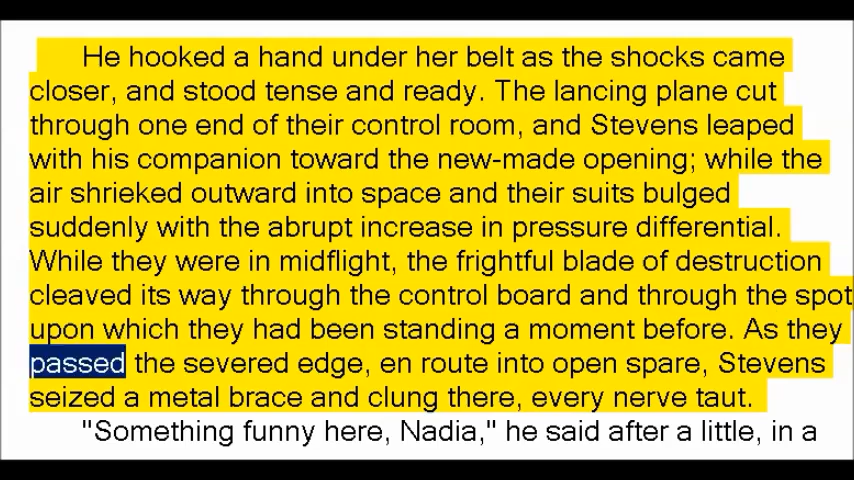 He hooked a hand under her belt as the shocks came
closer, and stood tense and ready. The lancing plane cut
through one end of their control room, and Stevens leaped
with his companion toward the new-made opening; while the
air shrieked outward into space and their suits bulged
suddenly with the abrupt increase in pressure differential.
While they were in midflight, the frightful blade of destruction
cleaved its way through the control board and through the spot
upon which they had been standing a moment before. As they
passed the severed edge, en route into open spare, Stevens
seized a metal brace and clung there, every nerve taut.
"Something funny here, Nadia," he said after a little, in a